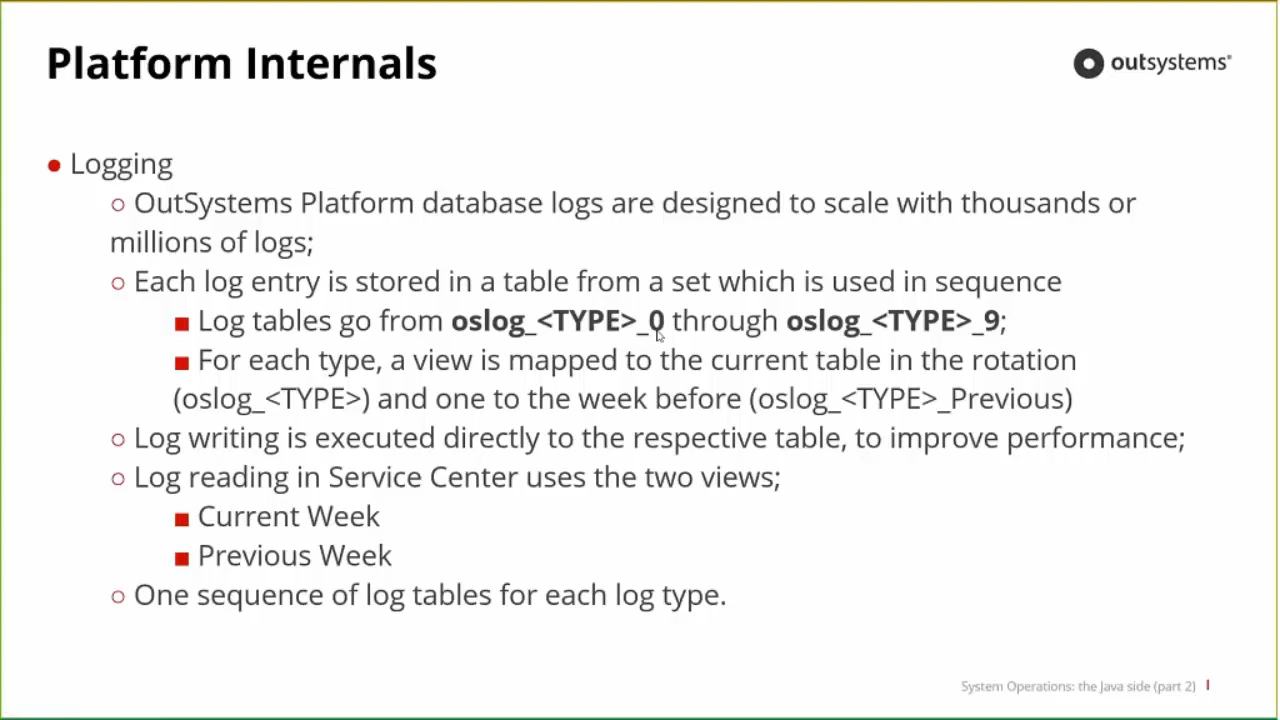 Platform Internals
outsystems®
● Logging
○ OutSystems Platform database logs are designed to scale with thousands or
millions of logs;
○ Each log entry is stored in a table from a set which is used in sequence
■ Log tables go from oslog_<TYPE>_0 through oslog_<TYPE>_9;
■ For each type, a view is mapped to the current table in the rotation
(oslog_<TYPE>) and one to the week before (oslog_<TYPE>_Previous)
○ Log writing is executed directly to the respective table, to improve performance;
○ Log reading in Service Center uses the two views;
■ Current Week
■ Previous Week
○ One sequence of log tables for each log type.
System Operations: the Java side (part 2)